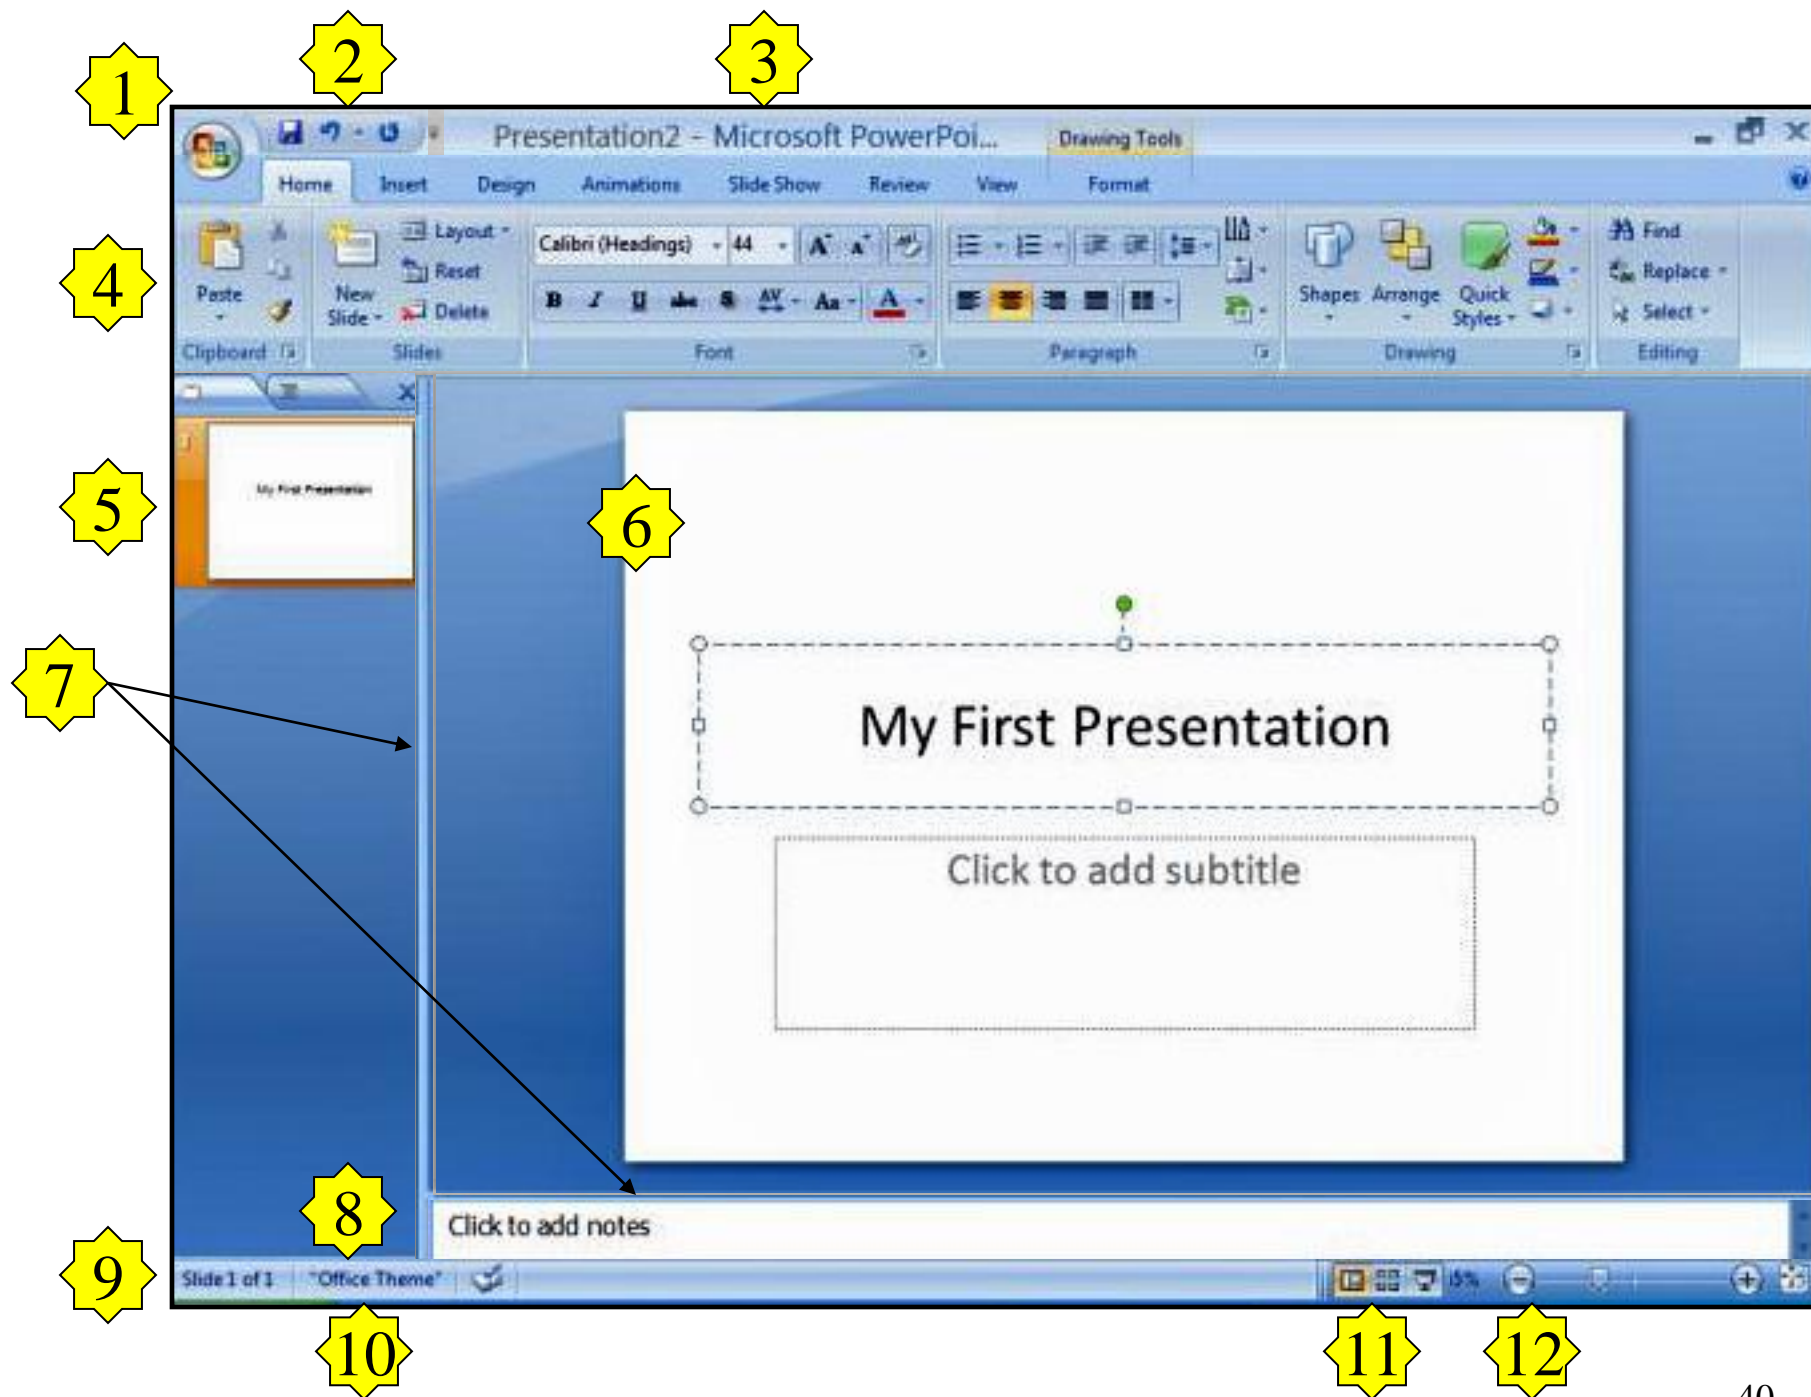 1
2
3
Presentation2 – Microsoft PowerPoi...
Drawing Tools
Home Insert Design Animations Slide Show Review View Format
4
Paste
New Slide
Layout
Reset
Delete
Calibri (Headings) 44
B I U abc S AV Aa A
Shapes Arrange Quick Styles
Find
Replace
Select
Clipboard Slides Font Paragraph Drawing Editing
5
My First Presentation
6
7
My First Presentation
Click to add subtitle
8
Click to add notes
9
Slide 1 of 1 "Office Theme"
10
11
12